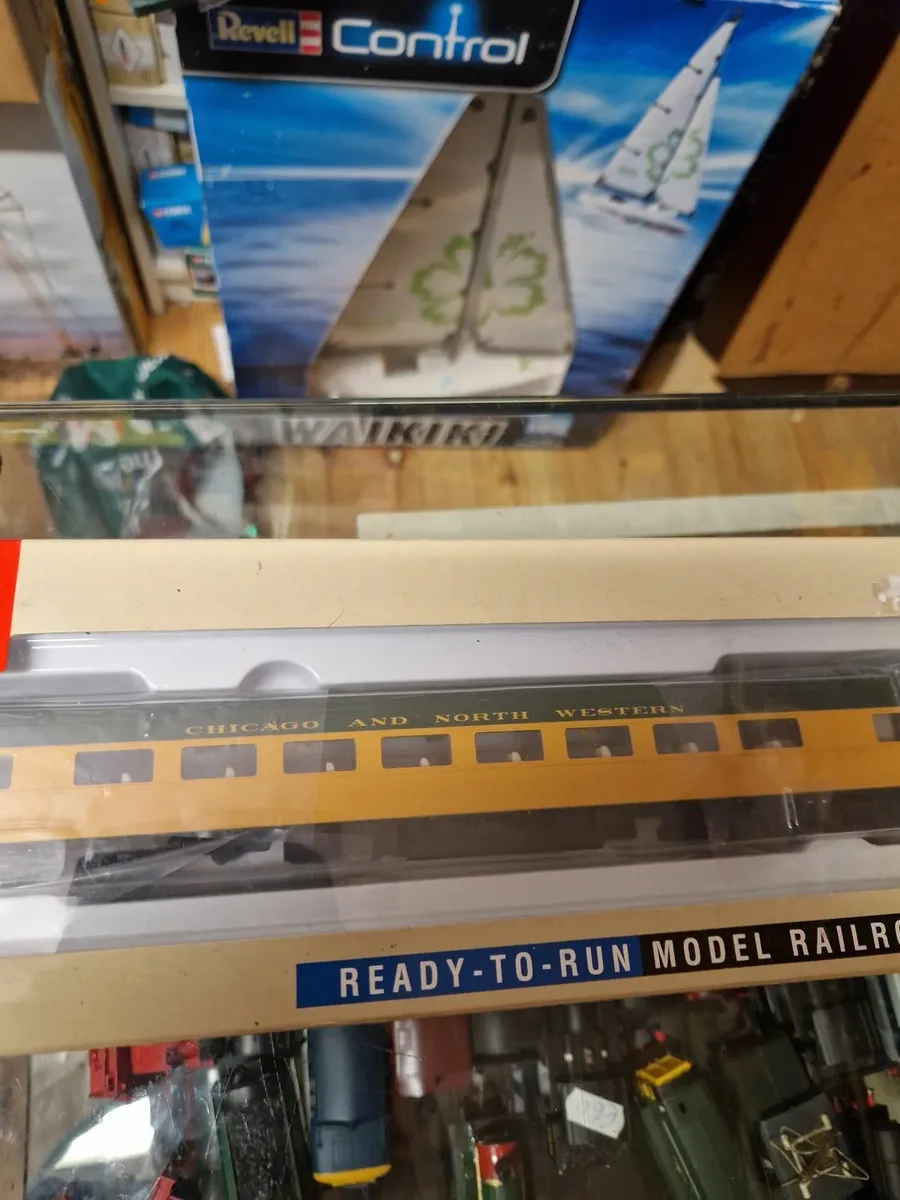 Revell
Control
WAIKIKI
CHICAGO AND NORTH WESTERN
READY-TO-RUN MODEL RAILRO